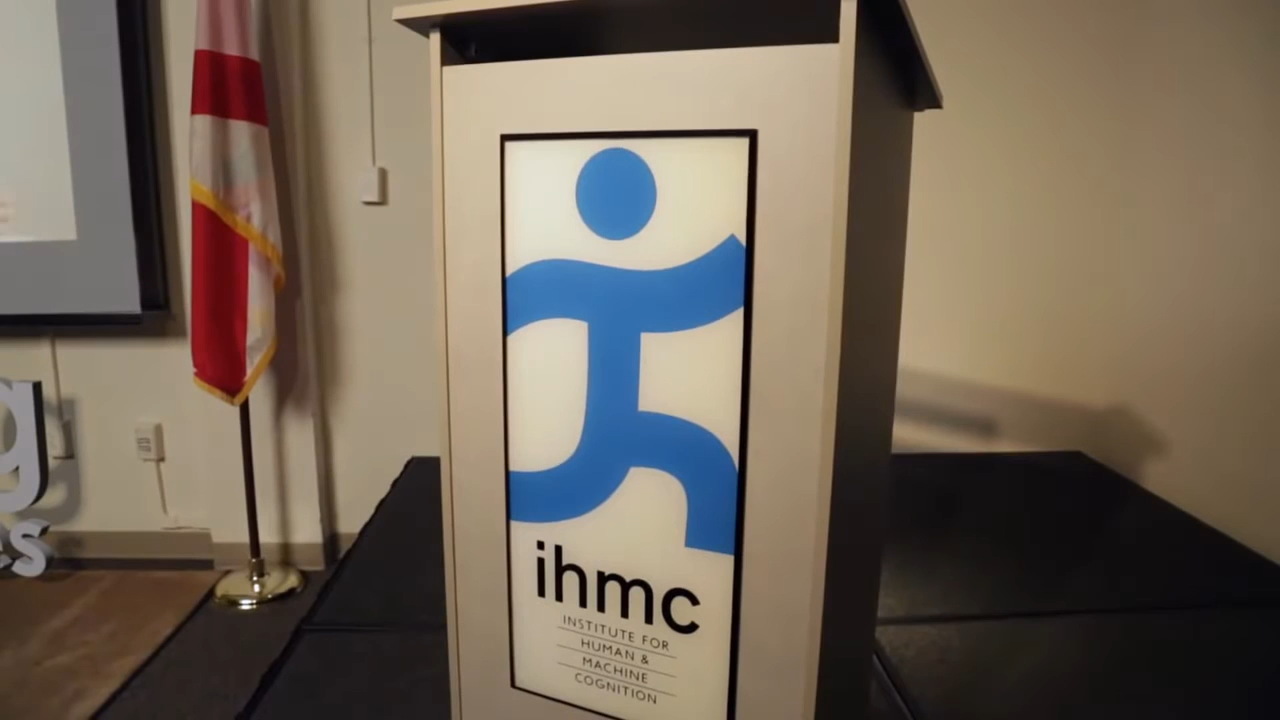 ihmc
INSTITUTE FOR
HUMAN &
MACHINE
COGNITION